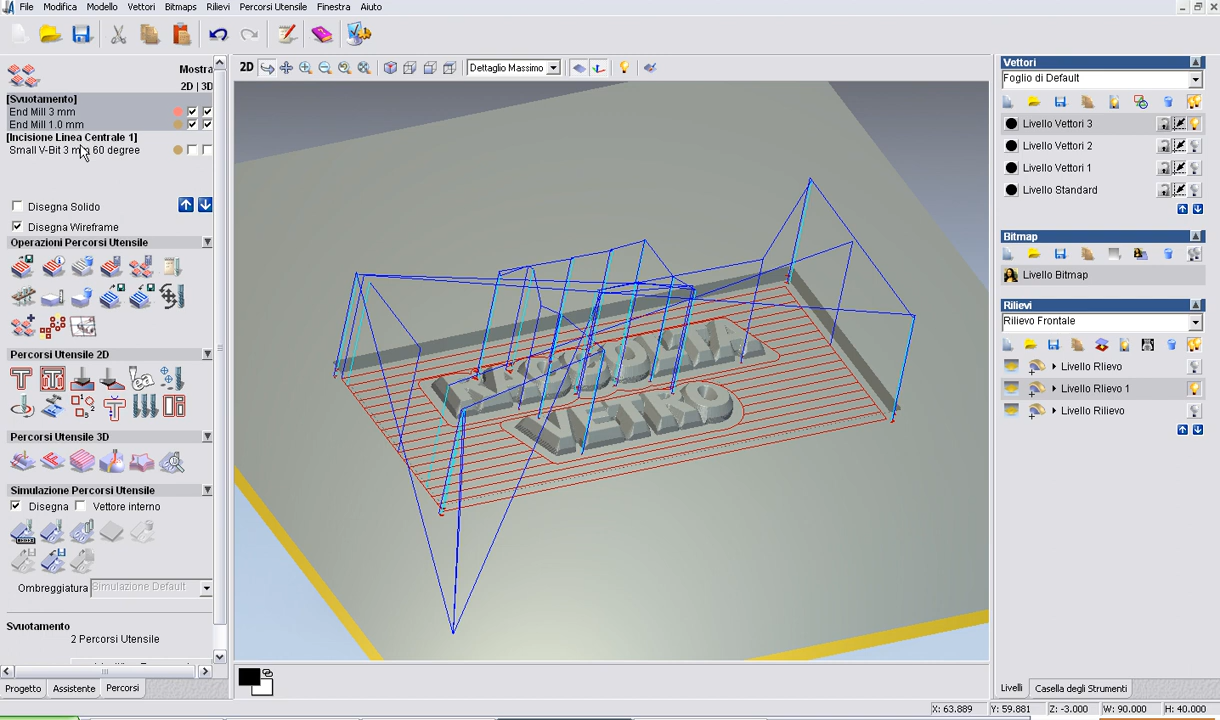 File Modifica Modello Vettori Bitmaps Rilievi Percorsi Utensile Finestra Aiuto
2D
Dettaglio Massimo
Mostra
2D | 3D
[Svuotamento]
End Mill 3 mm
End Mill 1.0 mm
[Incisione Linea Centrale 1]
Small V-Bit 3 mm 60 degree
Disegna Solido
Disegna Wireframe
Operazioni Percorsi Utensile
Percorsi Utensile 2D
Percorsi Utensile 3D
Simulazione Percorsi Utensile
Disegna Vettore interno
Ombreggiatura Simulazione Default
Svuotamento
2 Percorsi Utensile
Progetto Assistente Percorsi
RACCOLTA
VETRO
Vettori
Foglio di Default
Livello Vettori 3
Livello Vettori 2
Livello Vettori 1
Livello Standard
Bitmap
Livello Bitmap
Rilievi
Rilievo Frontale
Livello Rlievo
Livello Rilievo 1
Livello Rilievo
Livelli Casella degli Strumenti
X: 63.889 Y: 59.881 Z: -3.000 W: 90.000 H: 40.000